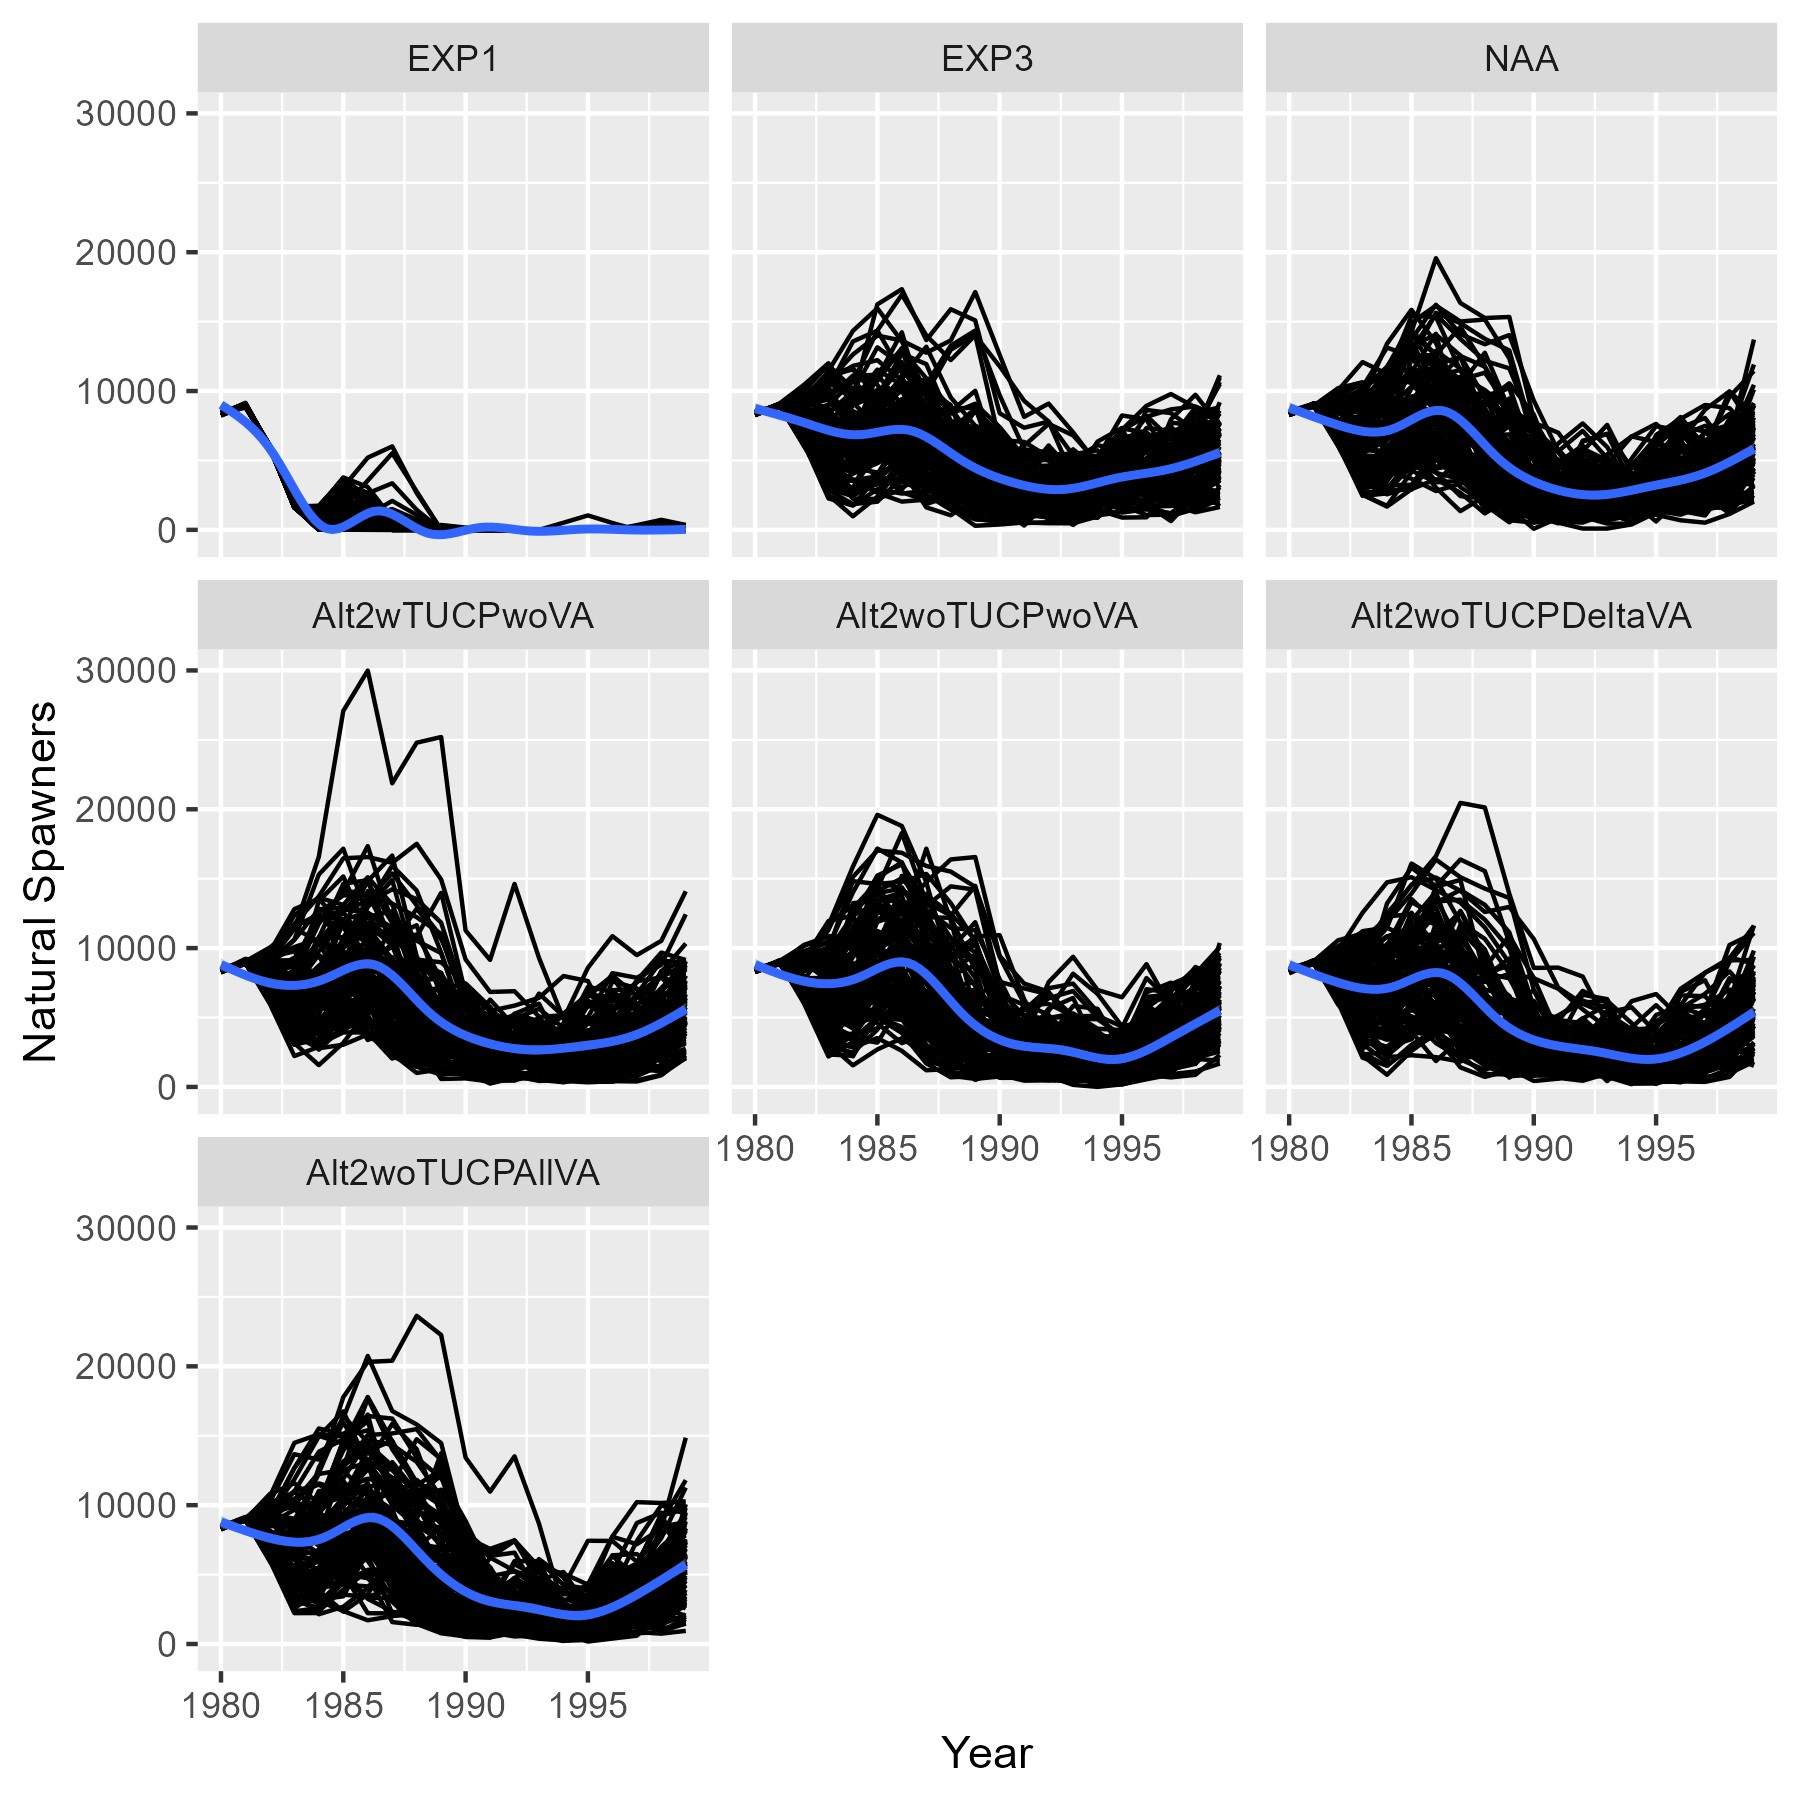 EXP1 EXP3 NAA
30000
20000
10000
0
Alt2wTUCPwoVA Alt2woTUCPwoVA Alt2woTUCPDeltaVA
30000
20000
10000
0
1980 1985 1990 1995 1980 1985 1990 1995
Alt2woTUCPAllVA
30000
20000
10000
0
1980 1985 1990 1995
Natural Spawners
Year